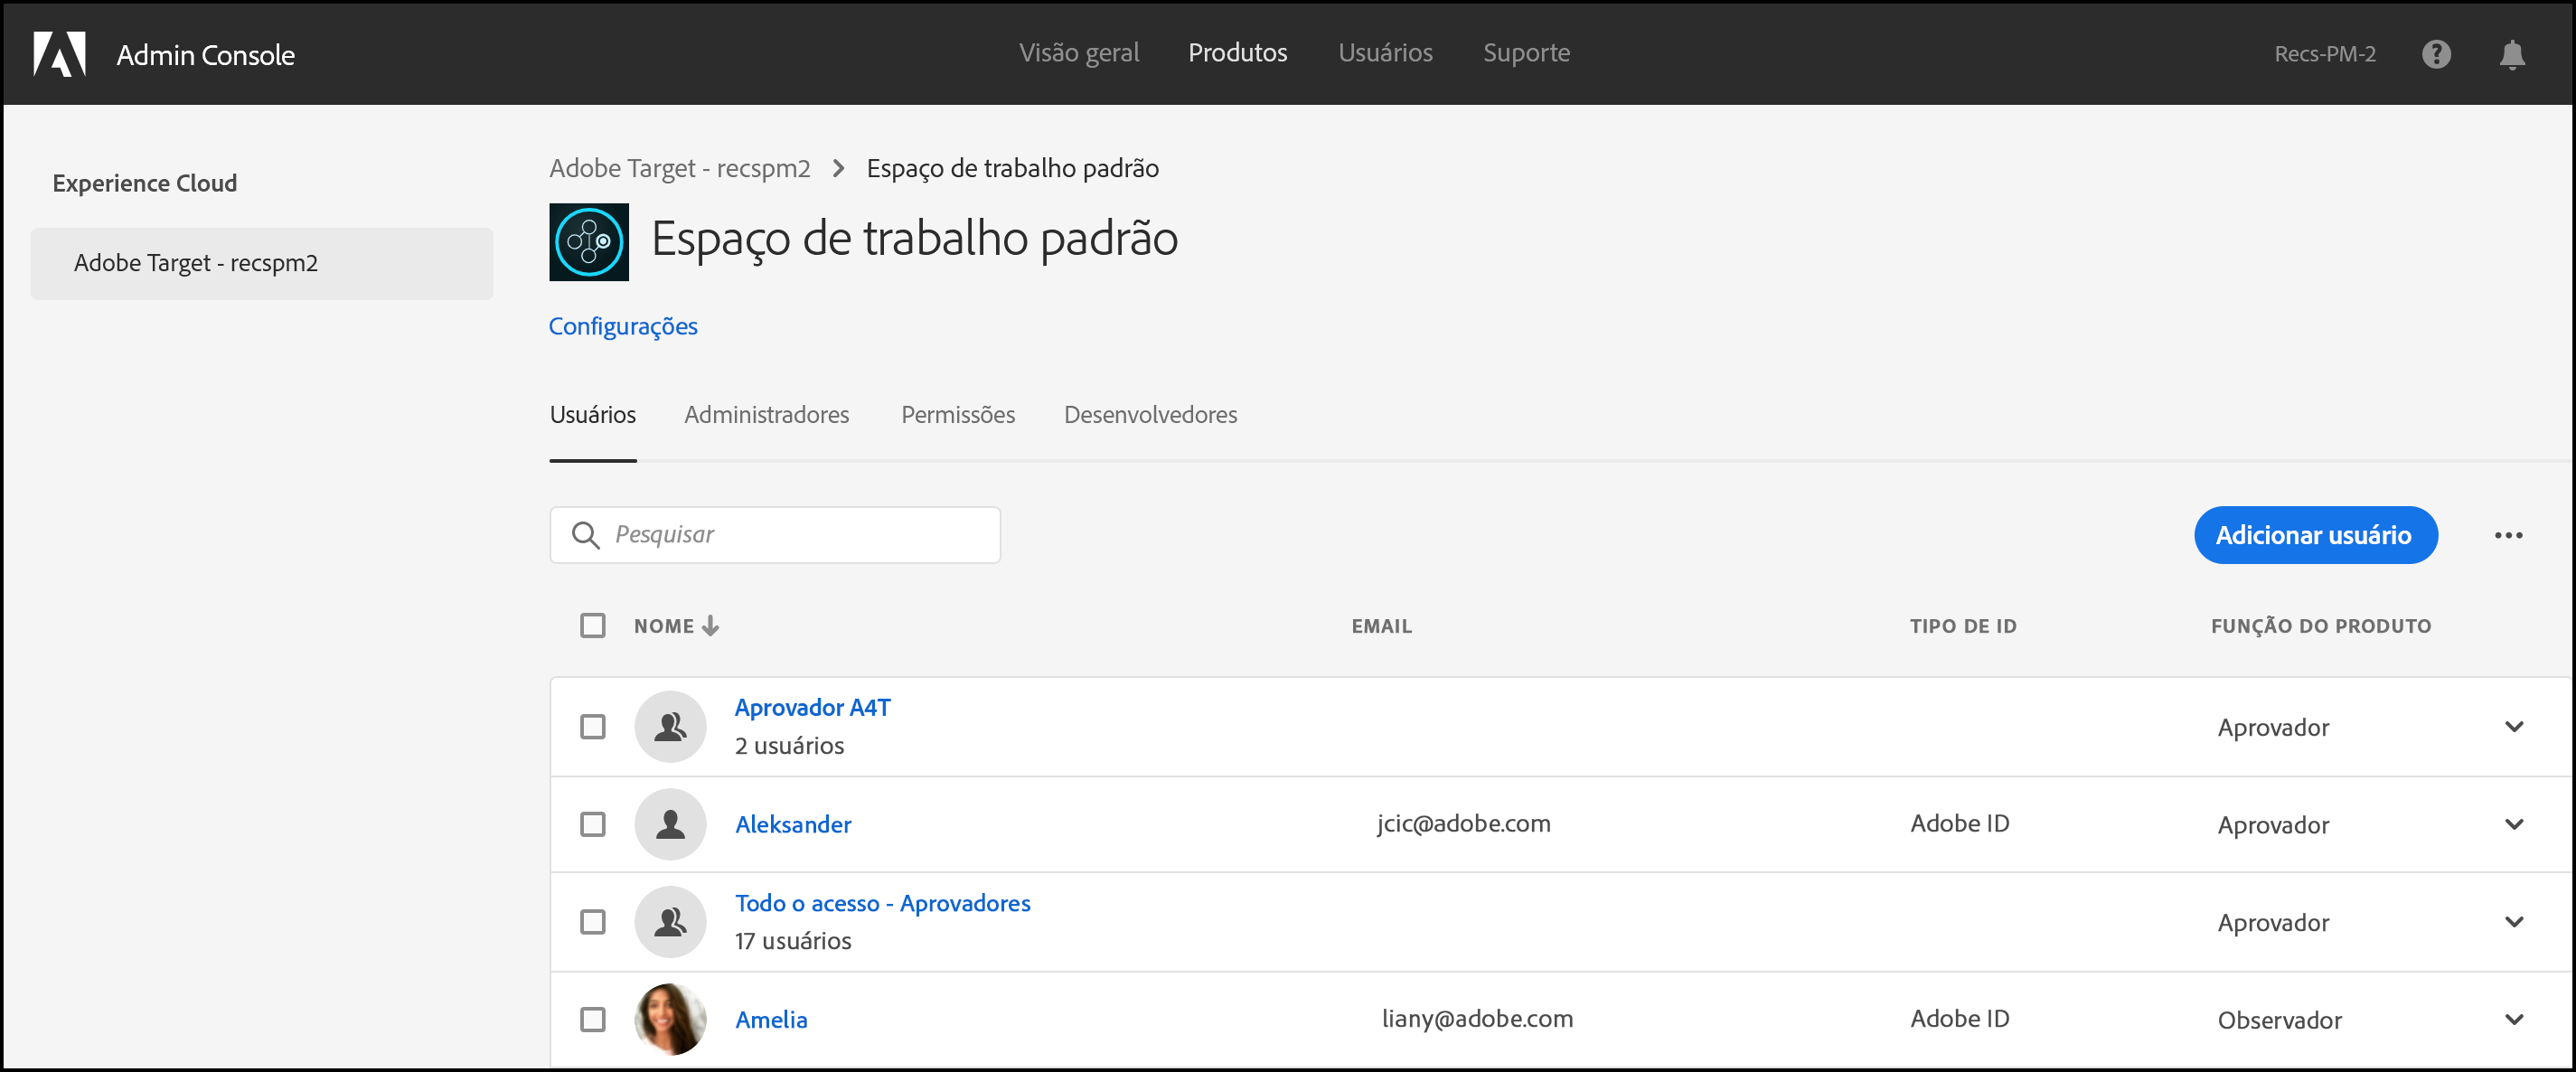 Admin Console
Visão geral Produtos Usuários Suporte
Recs-PM-2
Experience Cloud
Adobe Target - recspm2
Adobe Target - recspm2 > Espaço de trabalho padrão
Espaço de trabalho padrão
Configurações
Usuários Administradores Permissões Desenvolvedores
Pesquisar
Adicionar usuário
NOME EMAIL TIPO DE ID FUNÇÃO DO PRODUTO
Aprovador A4T
2 usuários
Aprovador
Aleksander jcic@adobe.com Adobe ID Aprovador
Todo o acesso - Aprovadores
17 usuários
Aprovador
Amelia liany@adobe.com Adobe ID Observador